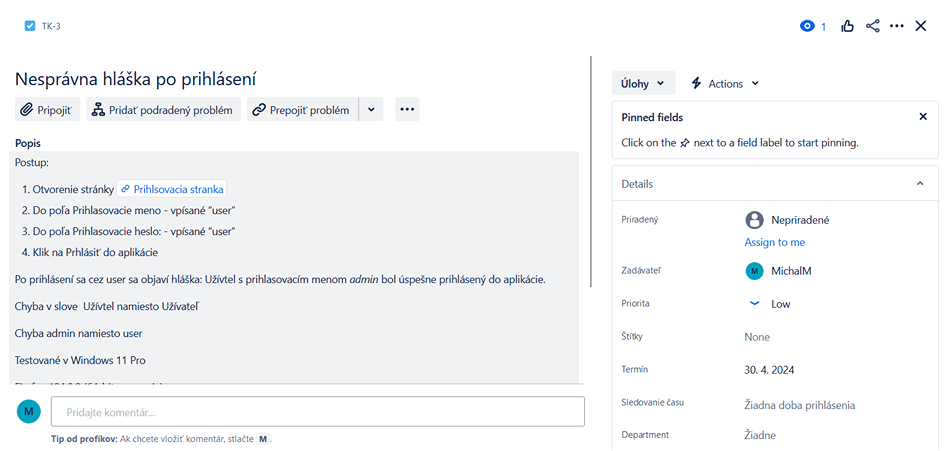 TK-3
1
Nesprávna hláška po prihlásení
Pripojiť
Pridať podradený problém
Prepojiť problém
Popis
Postup:
1. Otvorenie stránky Prihlsovacia stranka
2. Do poľa Prihlasovacie meno - vpísané “user”
3. Do poľa Prihlasovacie heslo: - vpísané “user”
4. Klik na Prhlásiť do apikácie
Po prihlásení sa cez user sa objaví hláška: Užívtel s prihlasovacím menom admin bol úspešne prihlásený do aplikácie.
Chyba v slove Užívtel namiesto Užívateľ
Chyba admin namiesto user
Testované v Windows 11 Pro
M
Pridajte komentár...
Tip od profíkov: Ak chcete vložiť komentár, stlačte M.
Úlohy
Actions
Pinned fields
Click on the next to a field label to start pinning.
Details
Priradený
Nepriradené
Assign to me
Zadávateľ
M MichalM
Priorita
Low
Štítky
None
Termín
30. 4. 2024
Sledovanie času
Žiadna doba prihlásenia
Department
Žiadne